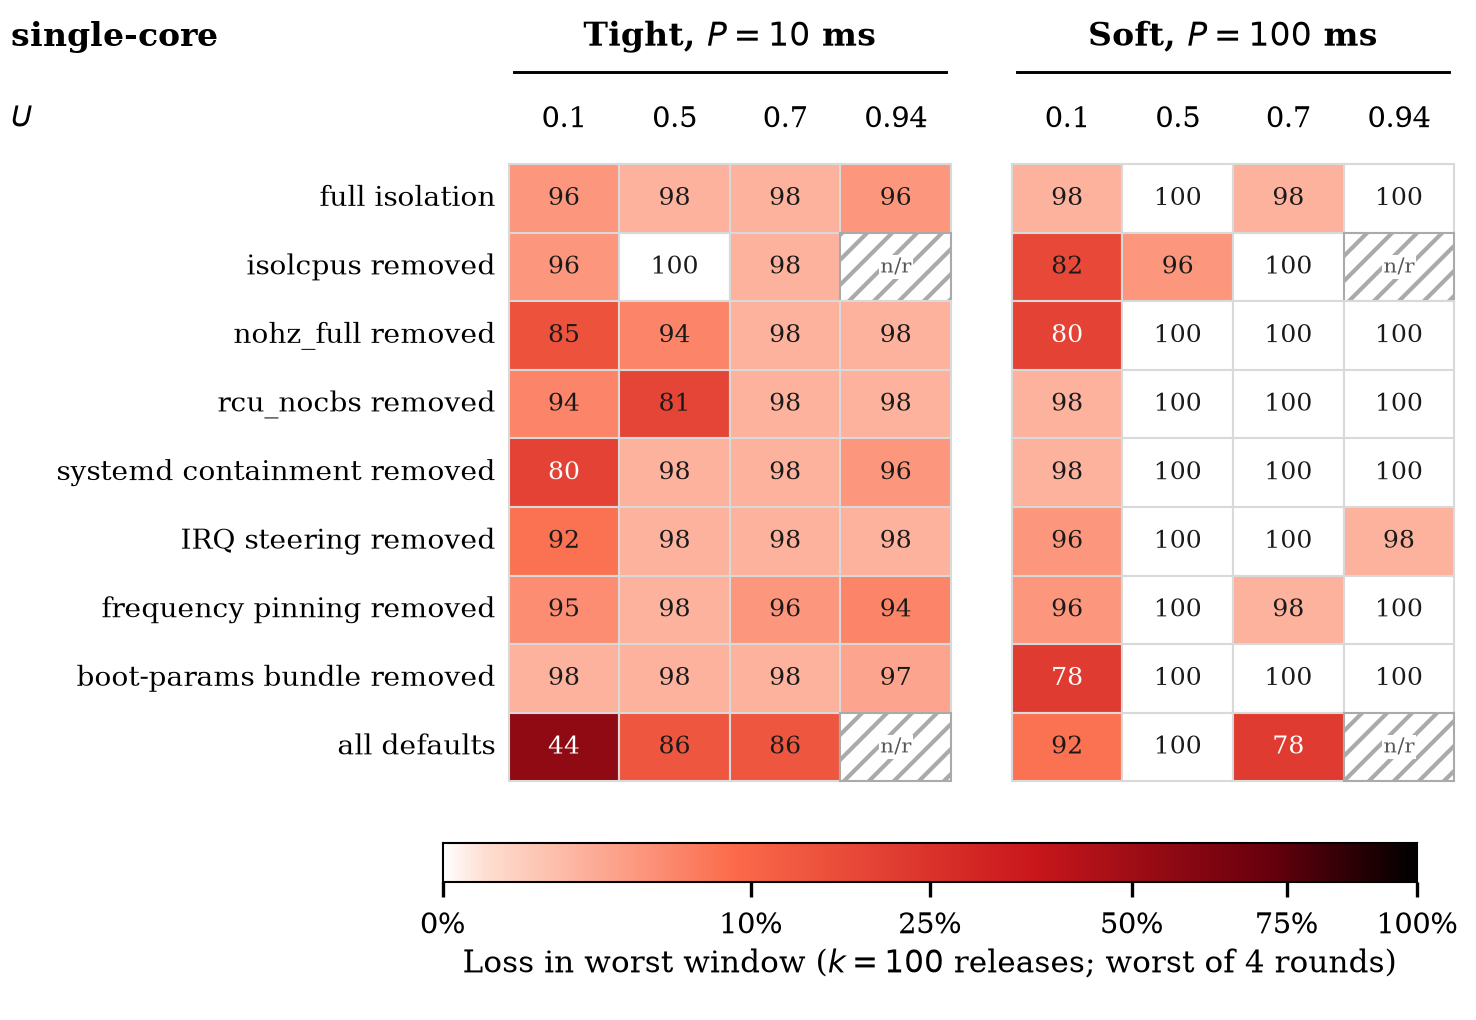 single-core Tight, P = 10 ms Soft, P = 100 ms
U 0.1 0.5 0.7 0.94 0.1 0.5 0.7 0.94
full isolation 96 98 98 96 98 100 98 100
isolcpus removed 96 100 98 n/r 82 96 100 n/r
nohz_full removed 85 94 98 98 80 100 100 100
rcu_nocbs removed 94 81 98 98 98 100 100 100
systemd containment removed 80 98 98 96 98 100 100 100
IRQ steering removed 92 98 98 98 96 100 100 98
frequency pinning removed 95 98 96 94 96 100 98 100
boot-params bundle removed 98 98 98 97 78 100 100 100
all defaults 44 86 86 n/r 92 100 78 n/r
0% 10% 25% 50% 75% 100%
Loss in worst window (k = 100 releases; worst of 4 rounds)